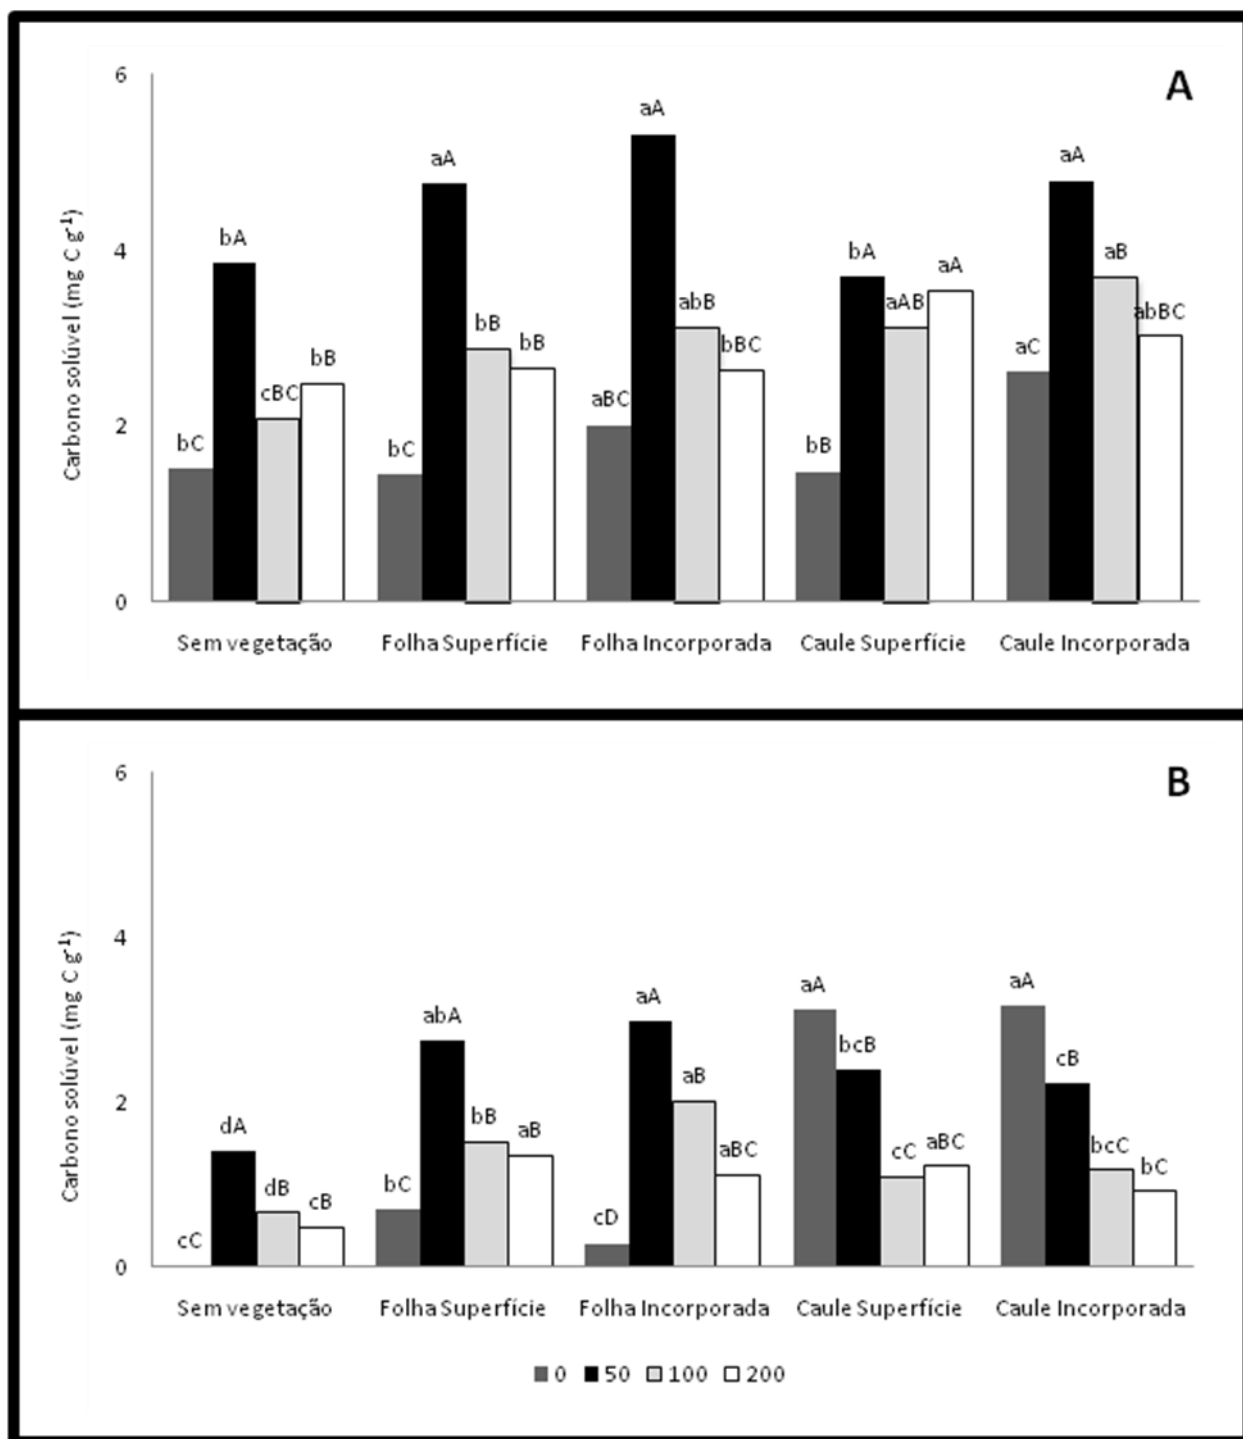 A
6
aA
aA
aA
bA
bA
aA
aB
aAB
abB
abBC
bB
bB
bBC
aC
bB
cBC
aBC
bC
bC
bB
4
2
0
Carbono solúvel (mg C g⁻¹)
Sem vegetação Folha Superfície Folha Incorporada Caule Superfície Caule Incorporada
B
6
4
2
0
Carbono solúvel (mg C g⁻¹)
aA
aA
aA
abA
bcB
cB
dA
bB
aB
aB
aBC
cC
aBC
bcC
bC
dB
cB
bC
cC
cD
Sem vegetação Folha Superfície Folha Incorporada Caule Superfície Caule Incorporada
0 50 100 200